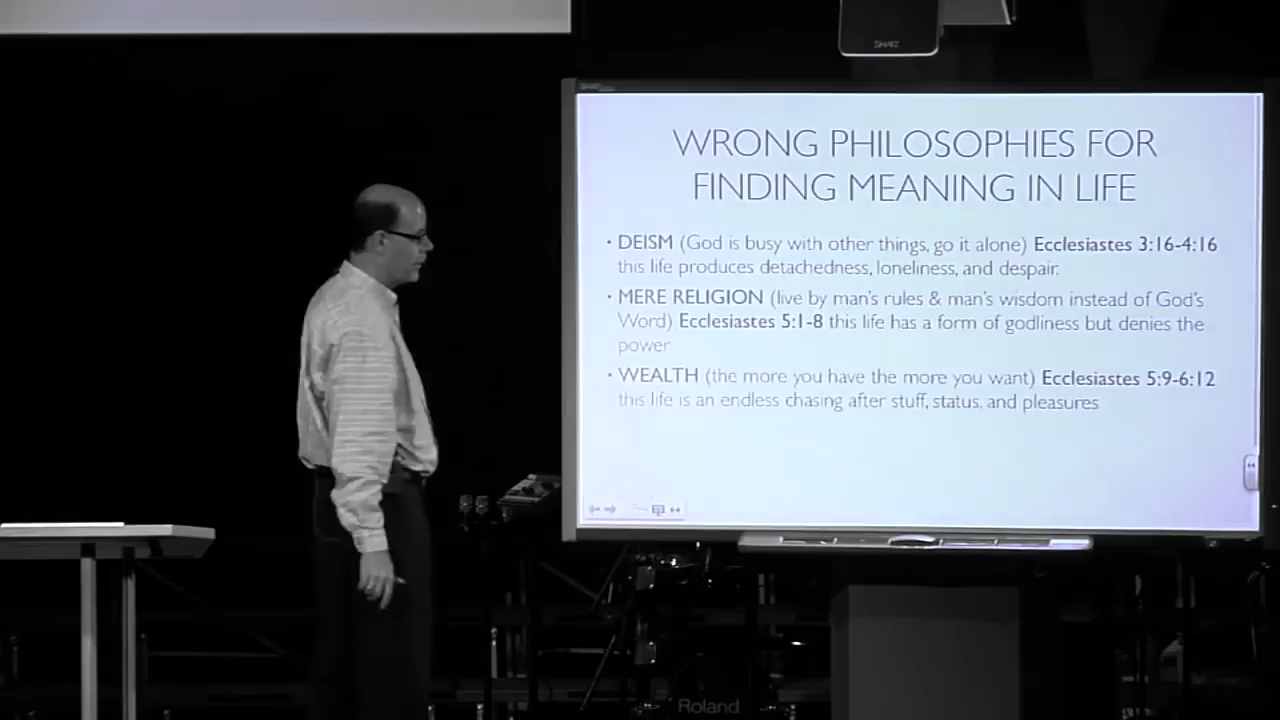 SMART
WRONG PHILOSOPHIES FOR
FINDING MEANING IN LIFE
• DEISM (God is busy with other things, go it alone) Ecclesiastes 3:16-4:16
this life produces detachedness, loneliness, and despair.
• MERE RELIGION (live by man's rules & man's wisdom instead of God's
Word) Ecclesiastes 5:1-8 this life has a form of godliness but denies the
power
• WEALTH (the more you have the more you want) Ecclesiastes 5:9-6:12
this life is an endless chasing after stuff, status, and pleasures
Roland